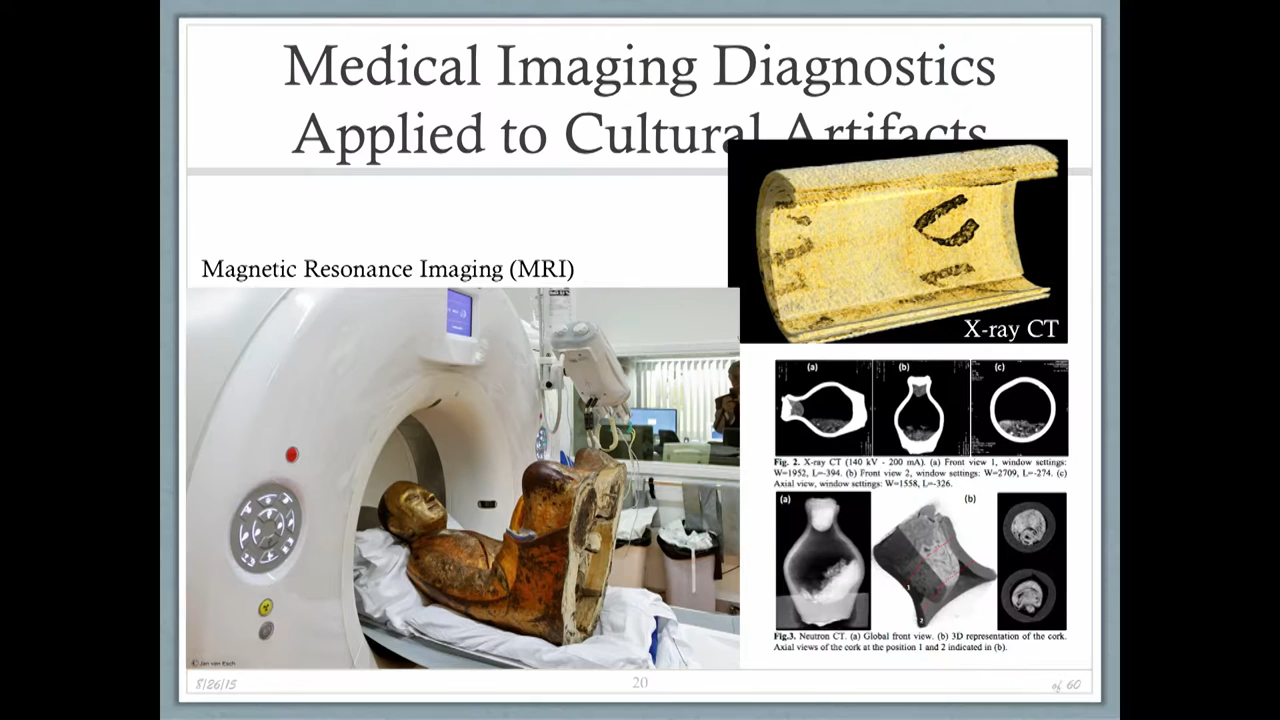 Medical Imaging Diagnostics
Applied to Cultural Artifacts
Magnetic Resonance Imaging (MRI)
X-ray CT
(a)
(b)
(c)
Fig. 2. X-ray CT (140 kV - 200 mA). (a) Front view 1, window settings:
W=1952, L=-394. (b) Front view 2, window settings: W=2709, L=-274. (c)
Axial view, window settings: W=1558, L=-326.
(a)
(b)
1
2
Fig.3. Neutron CT. (a) Global front view. (b) 3D representation of the cork.
Axial views of the cork at the position 1 and 2 indicated in (b).
© Jan van Esch
8/26/15
20
of 60